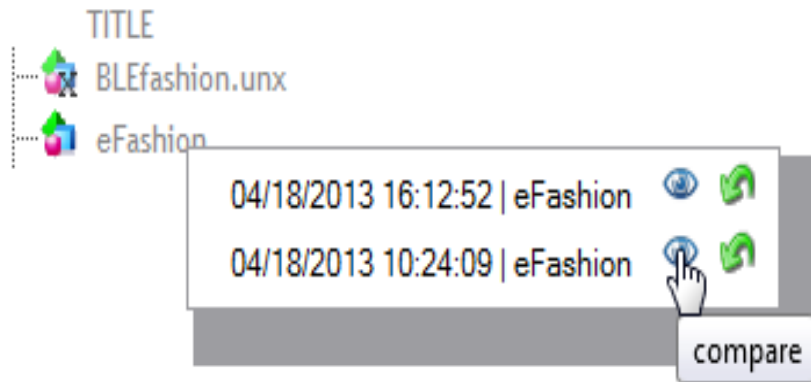 TITLE
BLEfashion.unx
eFashion
04/18/2013 16:12:52 | eFashion
04/18/2013 10:24:09 | eFashion
compare